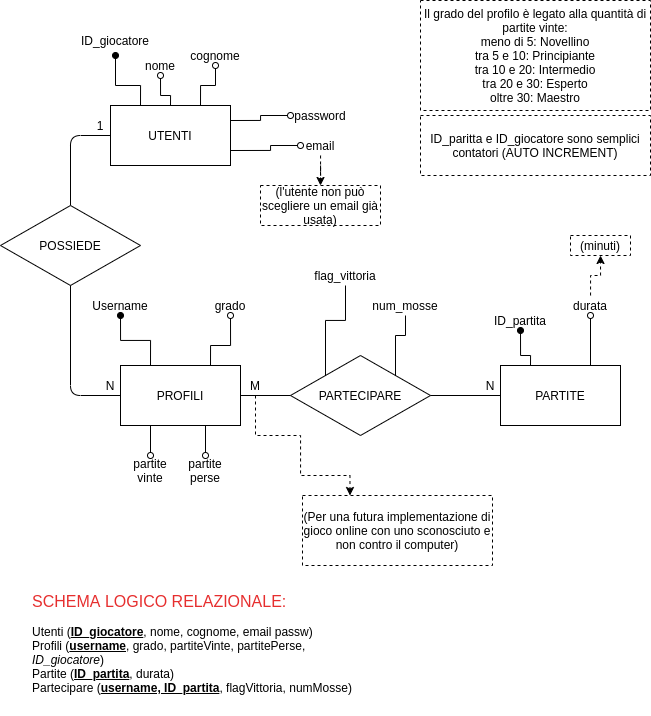 Il grado del profilo è legato alla quantità di
partite vinte:
meno di 5: Novellino
tra 5 e 10: Principiante
tra 10 e 20: Intermedio
tra 20 e 30: Esperto
oltre 30: Maestro
ID_paritta e ID_giocatore sono semplici
contatori (AUTO INCREMENT)
ID_giocatore
nome
cognome
1
UTENTI
password
email
(l'utente non può
scegliere un email già
usata)
POSSIEDE
(minuti)
flag_vittoria
Username
grado
num_mosse
durata
ID_partita
N
PROFILI
M
PARTECIPARE
N
PARTITE
partite
vinte
partite
perse
(Per una futura implementazione di
gioco online con uno sconosciuto e
non contro il computer)
SCHEMA LOGICO RELAZIONALE:
Utenti (ID_giocatore, nome, cognome, email passw)
Profili (username, grado, partiteVinte, partitePerse,
ID_giocatore)
Partite (ID_partita, durata)
Partecipare (username, ID_partita, flagVittoria, numMosse)